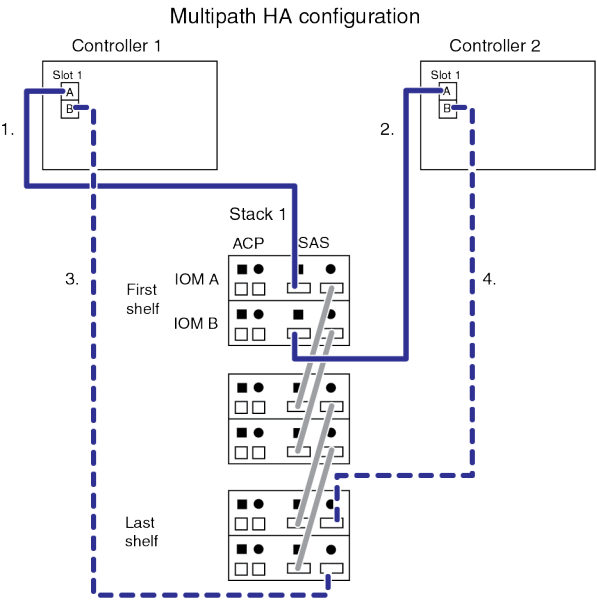 Multipath HA configuration
Controller 1
Controller 2
Slot 1
A
B
Slot 1
A
B
1.
2.
Stack 1
ACP
SAS
IOM A
First
shelf
IOM B
3.
4.
Last
shelf